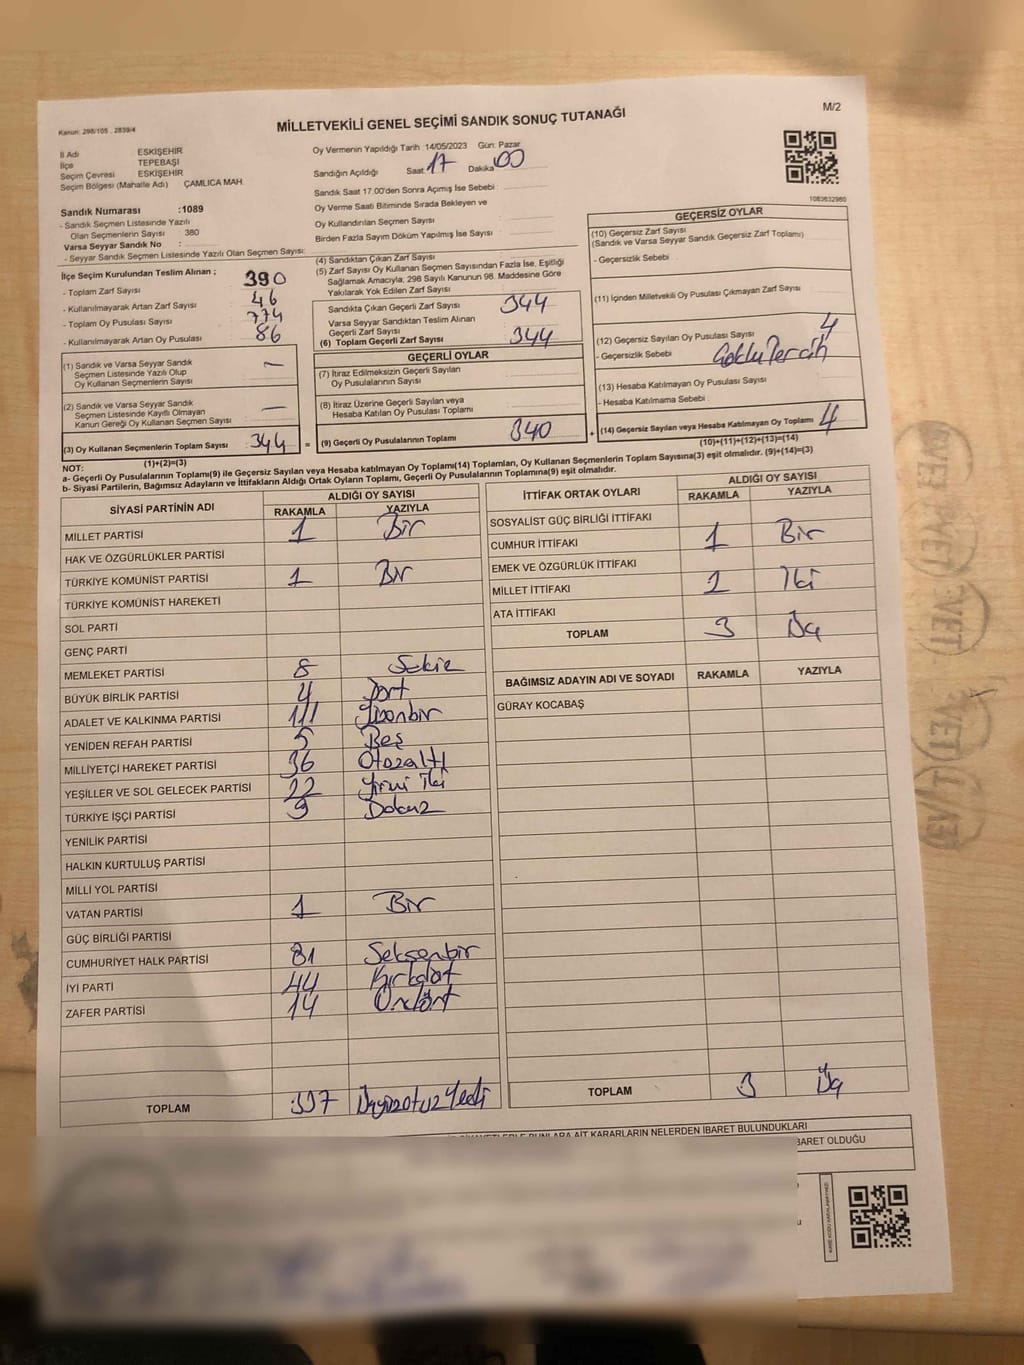 M/2
Kanun: 298/105 , 2839/4
MİLLETVEKİLİ GENEL SEÇİMİ SANDIK SONUÇ TUTANAĞI
İl Adı ESKİŞEHİR
İlçe TEPEBAŞI
Seçim Çevresi ESKİŞEHİR
Seçim Bölgesi (Mahalle Adı) ÇAMLICA MAH.
Oy Vermenin Yapıldığı Tarih 14/05/2023 Gün: Pazar
Sandığın Açıldığı Saat 17 Dakika 00
Sandık Saat 17.00'den Sonra Açımış İse Sebebi :
Oy Verme Saati Bitiminde Sırada Bekleyen ve
Oy Kullandırılan Seçmen Sayısı
Birden Fazla Sayım Döküm Yapılmış İse Sayısı :
1083632980
Sandık Numarası :1089
- Sandık Seçmen Listesinde Yazılı
Olan Seçmenlerin Sayısı 380
Varsa Seyyar Sandık No :
- Seyyar Sandık Seçmen Listesinde Yazılı Olan Seçmen Sayısı:
İlçe Seçim Kurulundan Teslim Alınan ;
- Toplam Zarf Sayısı 390
- Kullanılmayarak Artan Zarf Sayısı 46
- Toplam Oy Pusulası Sayısı 774
- Kullanılmayarak Artan Oy Pusulası 86
(1) Sandık ve Varsa Seyyar Sandık
Seçmen Listesinde Yazılı Olup
Oy Kullanan Seçmenlerin Sayısı —
(2) Sandık ve Varsa Seyyar Sandık
Seçmen Listesinde Kayıtlı Olmayan
Kanun Gereği Oy Kullanan Seçmen Sayısı —
(3) Oy Kullanan Seçmenlerin Toplam Sayısı 344 =
(1)+(2)=(3)
(4) Sandıktan Çıkan Zarf Sayısı
(5) Zarf Sayısı Oy Kullanan Seçmen Sayısından Fazla İse, Eşitliği
Sağlamak Amacıyla; 298 Sayılı Kanunun 98. Maddesine Göre
Yakılarak Yok Edilen Zarf Sayısı
Sandıkta Çıkan Geçerli Zarf Sayısı 344
Varsa Seyyar Sandıktan Teslim Alınan
Geçerli Zarf Sayısı
(6) Toplam Geçerli Zarf Sayısı 344
GEÇERLİ OYLAR
(7) İtiraz Edilmeksizin Geçerli Sayılan
Oy Pusulalarının Sayısı
(8) İtiraz Üzerine Geçerli Sayılan veya
Hesaba Katılan Oy Pusulası Toplamı
(9) Geçerli Oy Pusulalarının Toplamı 340 +
GEÇERSİZ OYLAR
(10) Geçersiz Zarf Sayısı
(Sandık ve Varsa Seyyar Sandık Geçersiz Zarf Toplamı)
- Geçersizlik Sebebi
(11) İçinden Milletvekili Oy Pusulası Çıkmayan Zarf Sayısı
(12) Geçersiz Sayılan Oy Pusulası Sayısı 4
- Geçersizlik Sebebi
(13) Hesaba Katılmayan Oy Pusulası Sayısı
- Hesaba Katılmama Sebebi
(14) Geçersiz Sayılan veya Hesaba Katılmayan Oy Toplamı 4
(10)+(11)+(12)+(13)=(14)
NOT:
a- Geçerli Oy Pusulalarının Toplamı(9) ile Geçersiz Sayılan veya Hesaba katılmayan Oy Toplamı(14) Toplamları, Oy Kullanan Seçmenlerin Toplam Sayısına(3) eşit olmalıdır. (9)+(14)=(3)
b- Siyasi Partilerin, Bağımsız Adayların ve İttifakların Aldığı Ortak Oyların Toplamı, Geçerli Oy Pusulalarının Toplamına(9) eşit olmalıdır.
SİYASİ PARTİNİN ADI ALDIĞI OY SAYISI
RAKAMLA YAZIYLA
MİLLET PARTİSİ 1 Bir
HAK VE ÖZGÜRLÜKLER PARTİSİ
TÜRKİYE KOMÜNİST PARTİSİ 1 Bir
TÜRKİYE KOMÜNİST HAREKETİ
SOL PARTİ
GENÇ PARTİ
MEMLEKET PARTİSİ 8 Sekiz
BÜYÜK BİRLİK PARTİSİ 4 Dört
ADALET VE KALKINMA PARTİSİ 111 Yüzonbir
YENİDEN REFAH PARTİSİ 5 Beş
MİLLİYETÇİ HAREKET PARTİSİ 36 Otuzaltı
YEŞİLLER VE SOL GELECEK PARTİSİ 22 Yirmi iki
TÜRKİYE İŞÇİ PARTİSİ 9 Dokuz
YENİLİK PARTİSİ
HALKIN KURTULUŞ PARTİSİ
MİLLİ YOL PARTİSİ
VATAN PARTİSİ 1 Bir
GÜÇ BİRLİĞİ PARTİSİ
CUMHURİYET HALK PARTİSİ 81 Seksenbir
İYİ PARTİ 44 Kırkdört
ZAFER PARTİSİ 14 Ondört
TOPLAM 337 Üçyüzotuz Yedi
İTTİFAK ORTAK OYLARI ALDIĞI OY SAYISI
RAKAMLA YAZIYLA
SOSYALİST GÜÇ BİRLİĞİ İTTİFAKI
CUMHUR İTTİFAKI 1 Bir
EMEK VE ÖZGÜRLÜK İTTİFAKI
MİLLET İTTİFAKI 2 İki
ATA İTTİFAKI
TOPLAM 3 Üç
BAĞIMSIZ ADAYIN ADI VE SOYADI RAKAMLA YAZIYLA
GÜRAY KOCABAŞ
TOPLAM 3 Üç
AİT KARARLARIN NELERDEN İBARET BULUNDUKLARI
BARET OLDUĞU